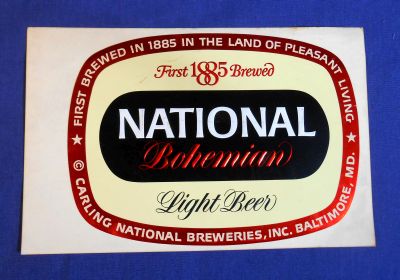 ★ FIRST BREWED IN 1885 IN THE LAND OF PLEASANT LIVING ★
First 1885 Brewed
NATIONAL
Bohemian
Light Beer
© CARLING NATIONAL BREWERIES, INC. BALTIMORE, MD.